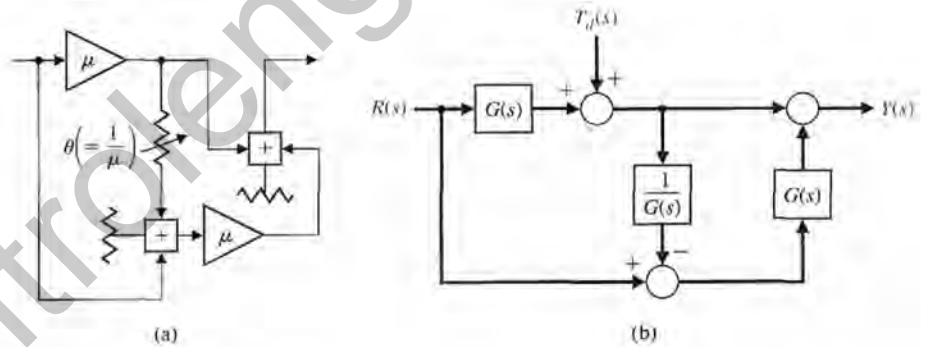 μ
θ(= 1/μ)
+
+
μ
(a)
T_d(s)
+
+
R(s)
G(s)
Y(s)
1/G(s)
G(s)
+
−
(b)